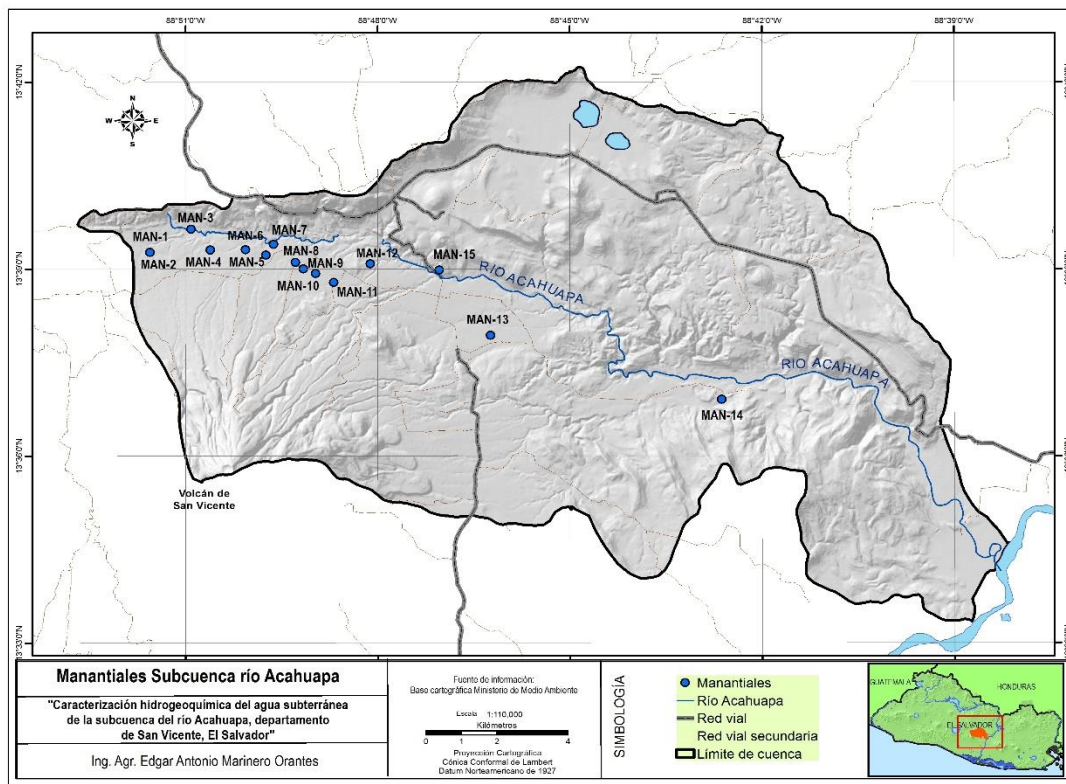 88°51'0"W
88°48'0"W
88°45'0"W
88°42'0"W
88°39'0"W
13°42'0"N
13°39'0"N
13°36'0"N
13°33'0"N
N
W
E
S
MAN-3
MAN-1
MAN-6
MAN-7
MAN-2
MAN-4
MAN-5
MAN-8
MAN-9
MAN-12
MAN-15
MAN-10
MAN-11
RIO ACAHUAPA
MAN-13
RIO ACAHUAPA
MAN-14
Volcán de
San Vicente
Manantiales Subcuenca río Acahuapa
"Caracterización hidrogeoquímica del agua subterránea
de la subcuenca del río Acahuapa, departamento
de San Vicente, El Salvador"
Ing. Agr. Edgar Antonio Marinero Orantes
Fuente de información:
Base cartográfica Ministerio de Medio Ambiente
Escala 1:110,000
Kilómetros
0 1 2 4
Proyección Cartográfica
Cónica Conformal de Lambert
Datum Norteamericano de 1927
SIMBOLOGÍA
Manantiales
Río Acahuapa
Red vial
Red vial secundaria
Límite de cuenca
GUATEMALA
HONDURAS
EL SALVADOR